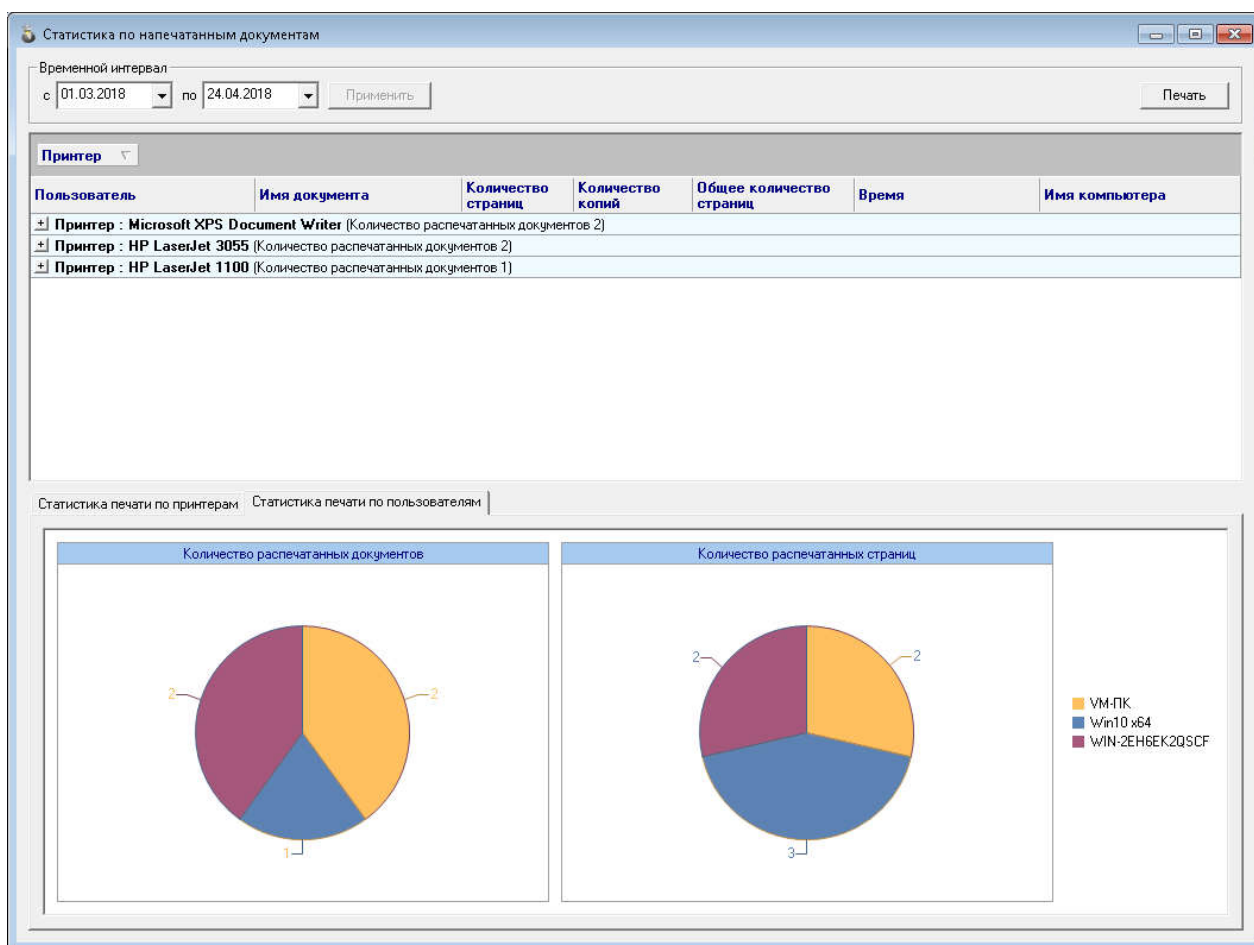 Статистика по напечатанным документам
Временной интервал
с 01.03.2018 по 24.04.2018 Применить Печать
Принтер
Пользователь Имя документа Количество страниц Количество копий Общее количество страниц Время Имя компьютера
Принтер : Microsoft XPS Document Writer (Количество распечатанных документов 2)
Принтер : HP LaserJet 3055 (Количество распечатанных документов 2)
Принтер : HP LaserJet 1100 (Количество распечатанных документов 1)
Статистика печати по принтерам Статистика печати по пользователям
Количество распечатанных документов
2 2
1
Количество распечатанных страниц
2 2
3
VM-ПК
Win10 x64
WIN-2EH6EK2QSCF